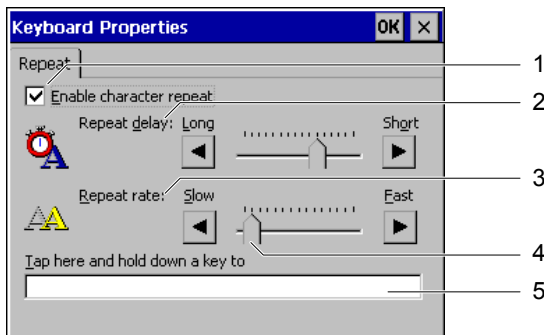 Keyboard Properties OK ×
Repeat 1
Enable character repeat 2
Repeat delay: Long Short
Repeat rate: Slow Fast 3
4
Tap here and hold down a key to
5